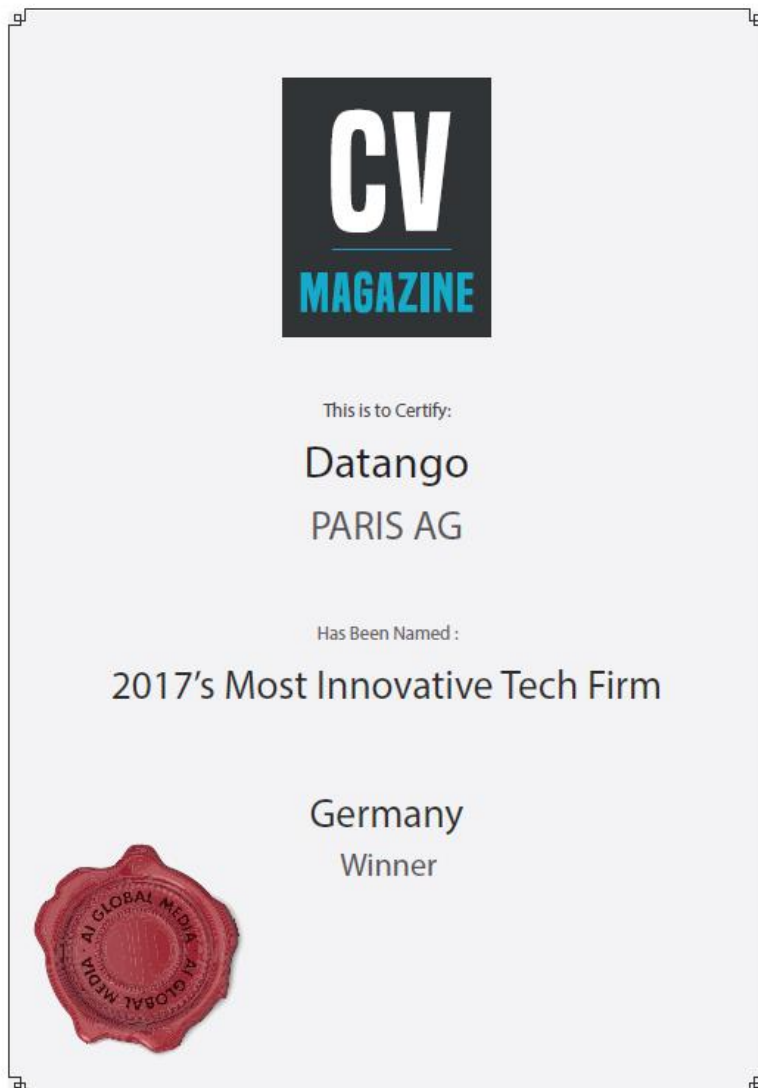 CV
MAGAZINE
This is to Certify:
Datango
PARIS AG
Has Been Named :
2017's Most Innovative Tech Firm
Germany
Winner
AI GLOBAL MEDIA · AI GLOBAL MEDIA ·